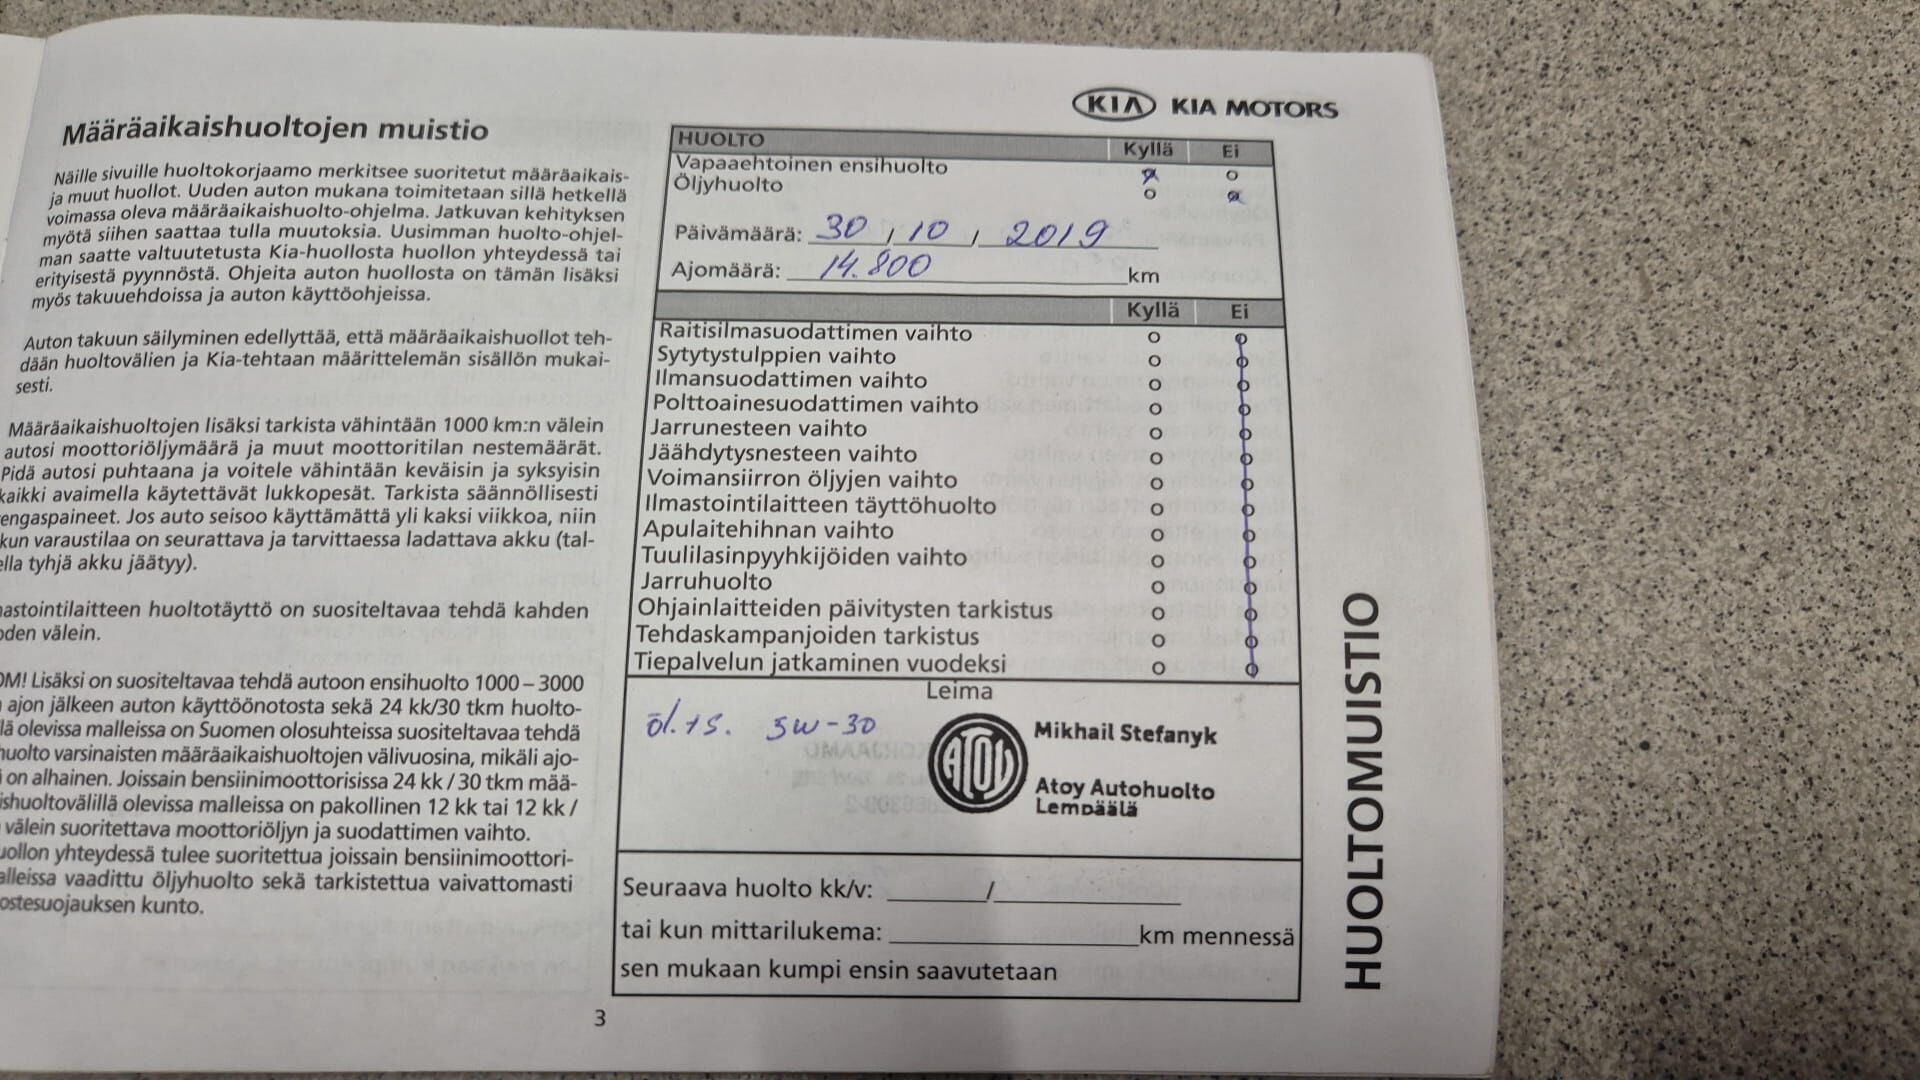 Määräaikaishuoltojen muistio
Näille sivuille huoltokorjaamo merkitsee suoritetut määräaikais-
ja muut huollot. Uuden auton mukana toimitetaan sillä hetkellä
voimassa oleva määräaikaishuolto-ohjelma. Jatkuvan kehityksen
myötä siihen saattaa tulla muutoksia. Uusimman huolto-ohjel-
man saatte valtuutetusta Kia-huollosta huollon yhteydessä tai
erityisestä pyynnöstä. Ohjeita auton huollosta on tämän lisäksi
myös takuuehdoissa ja auton käyttöohjeissa.
Auton takuun säilyminen edellyttää, että määräaikaishuollot teh-
dään huoltovälien ja Kia-tehtaan määrittelemän sisällön mukai-
sesti.
Määräaikaishuoltojen lisäksi tarkista vähintään 1000 km:n välein
autosi moottoriöljymäärä ja muut moottoritilan nestemäärät.
Pidä autosi puhtaana ja voitele vähintään keväisin ja syksyisin
kaikki avaimella käytettävät lukkopesät. Tarkista säännöllisesti
engaspaineet. Jos auto seisoo käyttämättä yli kaksi viikkoa, niin
kun varaustilaa on seurattava ja tarvittaessa ladattava akku (tal-
ella tyhjä akku jäätyy).
mastointilaitteen huoltotäyttö on suositeltavaa tehdä kahden
oden välein.
OM! Lisäksi on suositeltavaa tehdä autoon ensihuolto 1000 – 3000
ajon jälkeen auton käyttöönotosta sekä 24 kk/30 tkm huolto-
lä olevissa malleissa on Suomen olosuhteissa suositeltavaa tehdä
huolto varsinaisten määräaikaishuoltojen välivuosina, mikäli ajo-
on alhainen. Joissain bensiinimoottorisissa 24 kk / 30 tkm mää-
ishuoltovälillä olevissa malleissa on pakollinen 12 kk tai 12 kk /
välein suoritettava moottoriöljyn ja suodattimen vaihto.
uollon yhteydessä tulee suoritettua joissain bensiinimoottori-
alleissa vaadittu öljyhuolto sekä tarkistettua vaivattomasti
ostesuojauksen kunto.
3
KIA KIA MOTORS
HUOLTO Kyllä Ei
Vapaaehtoinen ensihuolto
Öljyhuolto
Päivämäärä: 30 / 10 / 2019
Ajomäärä: 14.800 km
Kyllä Ei
Raitisilmasuodattimen vaihto
Sytytystulppien vaihto
Ilmansuodattimen vaihto
Polttoainesuodattimen vaihto
Jarrunesteen vaihto
Jäähdytysnesteen vaihto
Voimansiirron öljyjen vaihto
Ilmastointilaitteen täyttöhuolto
Apulaitehihnan vaihto
Tuulilasinpyyhkijöiden vaihto
Jarruhuolto
Ohjainlaitteiden päivitysten tarkistus
Tehdaskampanjoiden tarkistus
Tiepalvelun jatkaminen vuodeksi
Leima
öl.+s. 5W-30
ATOY
Mikhail Stefanyk
Atoy Autohuolto
Lempäälä
Seuraava huolto kk/v: /
tai kun mittarilukema: km mennessä
sen mukaan kumpi ensin saavutetaan
HUOLTOMUISTIO